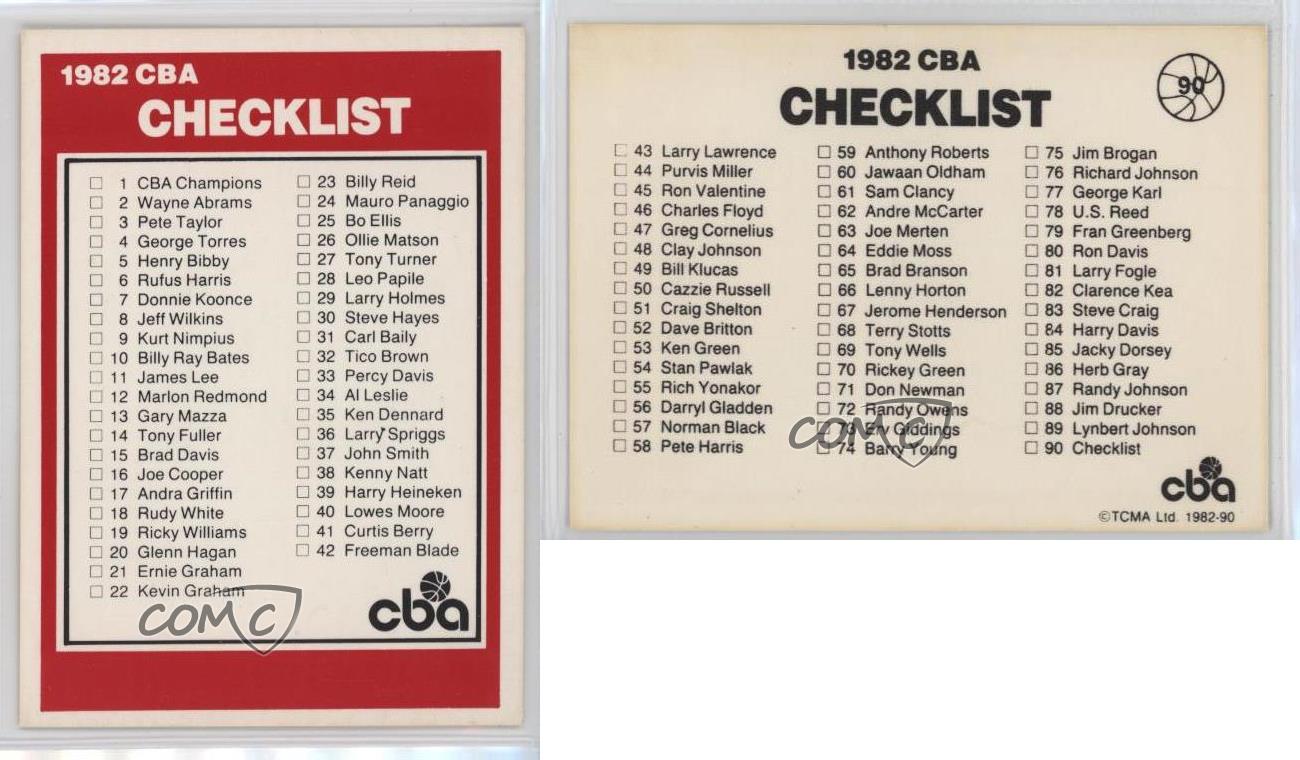 1982 CBA
CHECKLIST
1 CBA Champions
2 Wayne Abrams
3 Pete Taylor
4 George Torres
5 Henry Bibby
6 Rufus Harris
7 Donnie Koonce
8 Jeff Wilkins
9 Kurt Nimpius
10 Billy Ray Bates
11 James Lee
12 Marlon Redmond
13 Gary Mazza
14 Tony Fuller
15 Brad Davis
16 Joe Cooper
17 Andra Griffin
18 Rudy White
19 Ricky Williams
20 Glenn Hagan
21 Ernie Graham
22 Kevin Graham
23 Billy Reid
24 Mauro Panaggio
25 Bo Ellis
26 Ollie Matson
27 Tony Turner
28 Leo Papile
29 Larry Holmes
30 Steve Hayes
31 Carl Baily
32 Tico Brown
33 Percy Davis
34 Al Leslie
35 Ken Dennard
36 Larry Spriggs
37 John Smith
38 Kenny Natt
39 Harry Heineken
40 Lowes Moore
41 Curtis Berry
42 Freeman Blade
cba
COMC
1982 CBA
CHECKLIST
90
43 Larry Lawrence
44 Purvis Miller
45 Ron Valentine
46 Charles Floyd
47 Greg Cornelius
48 Clay Johnson
49 Bill Klucas
50 Cazzie Russell
51 Craig Shelton
52 Dave Britton
53 Ken Green
54 Stan Pawlak
55 Rich Yonakor
56 Darryl Gladden
57 Norman Black
58 Pete Harris
59 Anthony Roberts
60 Jawaan Oldham
61 Sam Clancy
62 Andre McCarter
63 Joe Merten
64 Eddie Moss
65 Brad Branson
66 Lenny Horton
67 Jerome Henderson
68 Terry Stotts
69 Tony Wells
70 Rickey Green
71 Don Newman
72 Randy Owens
73 Erv Giddings
74 Barry Young
75 Jim Brogan
76 Richard Johnson
77 George Karl
78 U.S. Reed
79 Fran Greenberg
80 Ron Davis
81 Larry Fogle
82 Clarence Kea
83 Steve Craig
84 Harry Davis
85 Jacky Dorsey
86 Herb Gray
87 Randy Johnson
88 Jim Drucker
89 Lynbert Johnson
90 Checklist
COMC
cba
©TCMA Ltd. 1982-90